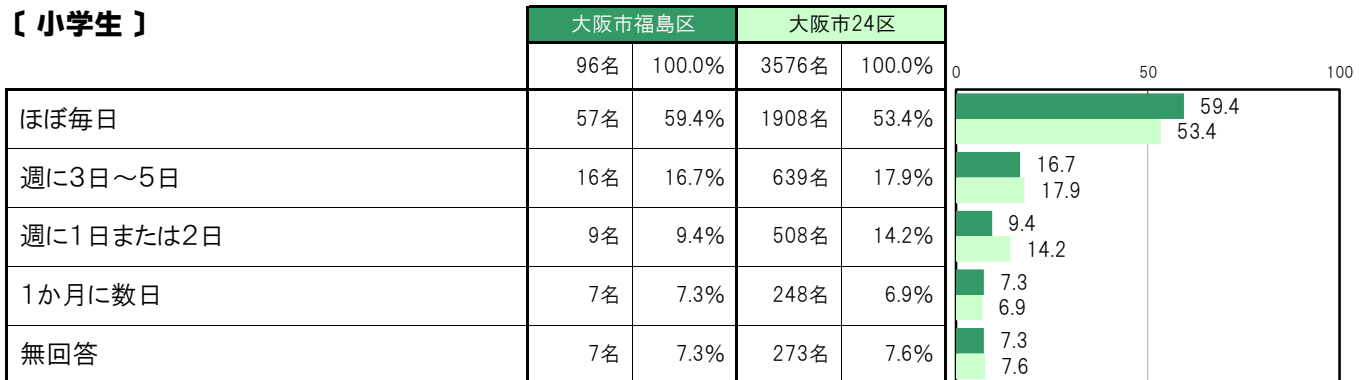 〔 小学生 〕
大阪市福島区 大阪市24区
96名 100.0% 3576名 100.0% 0 50 100
ほぼ毎日 57名 59.4% 1908名 53.4% 59.4
53.4
週に3日～5日 16名 16.7% 639名 17.9% 16.7
17.9
週に1日または2日 9名 9.4% 508名 14.2% 9.4
14.2
1か月に数日 7名 7.3% 248名 6.9% 7.3
6.9
無回答 7名 7.3% 273名 7.6% 7.3
7.6